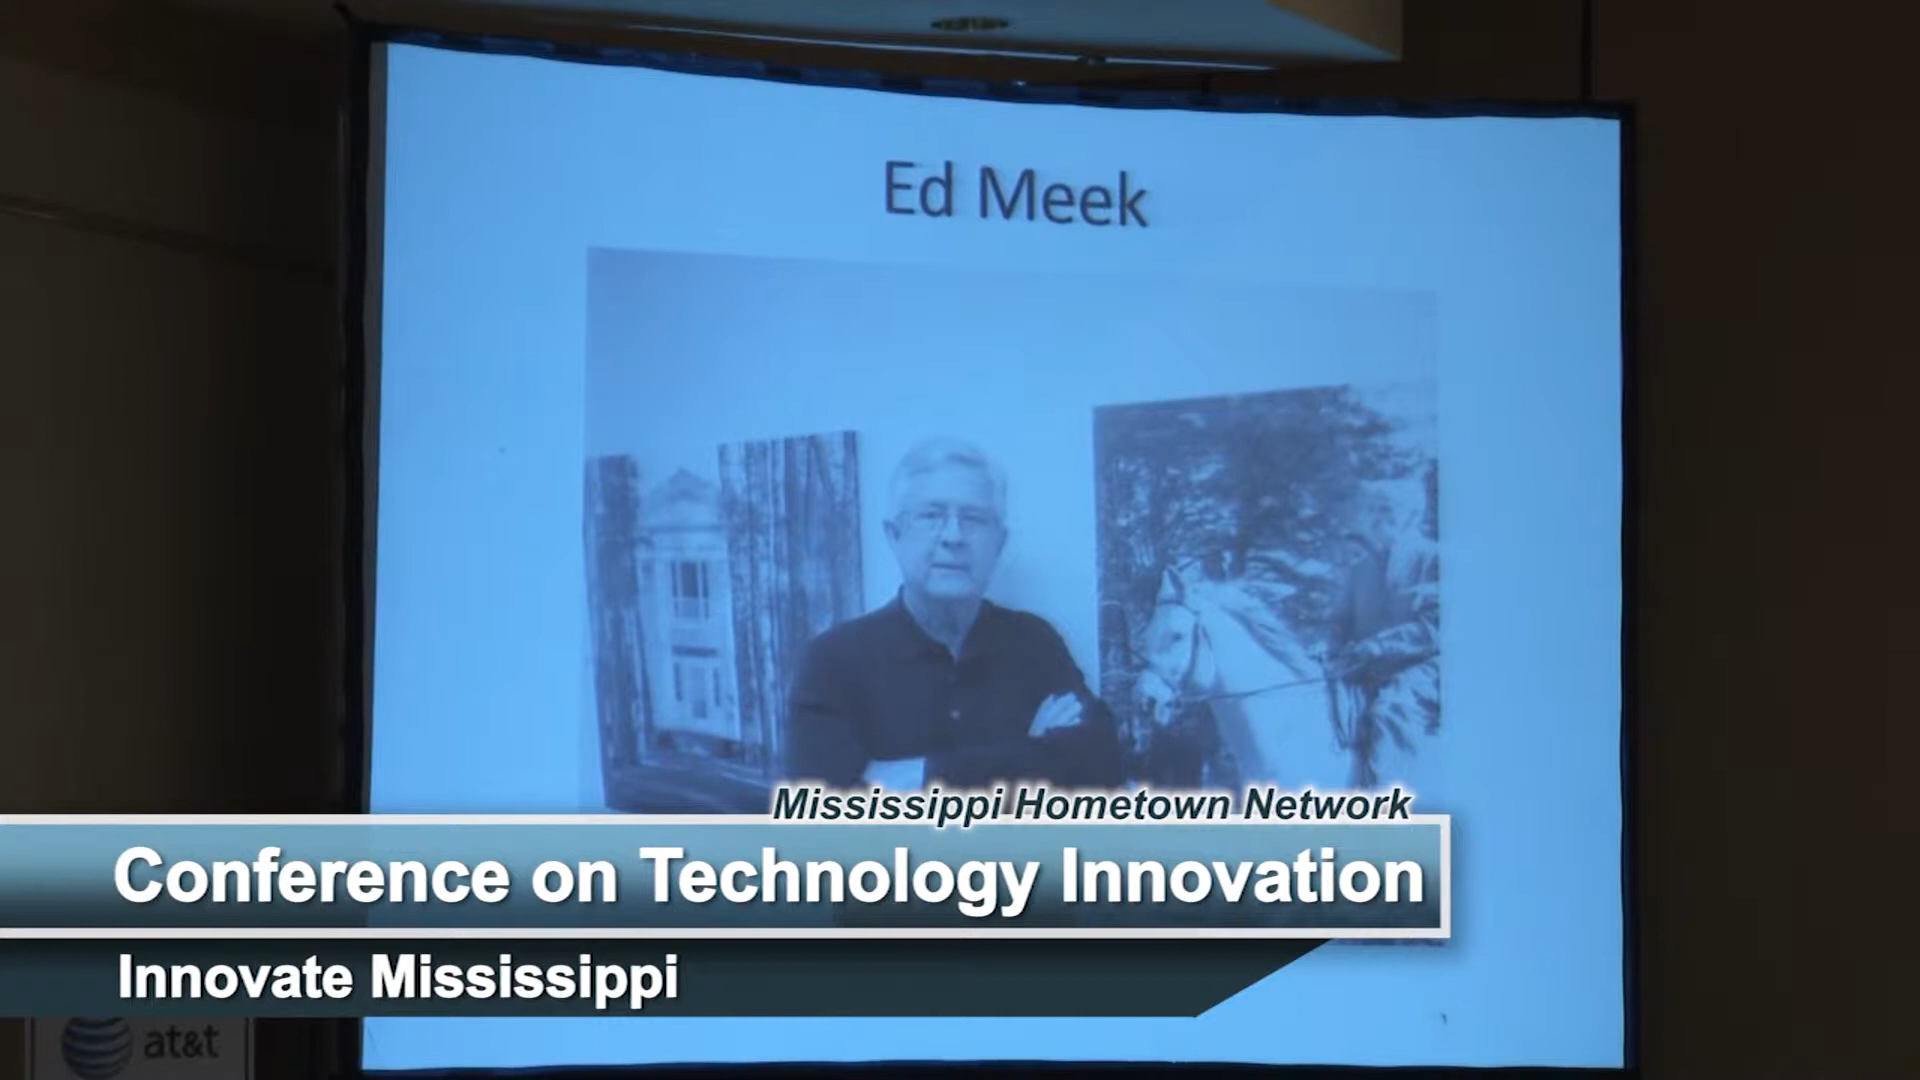 Ed Meek
Mississippi Hometown Network
Conference on Technology Innovation
Innovate Mississippi
at&t